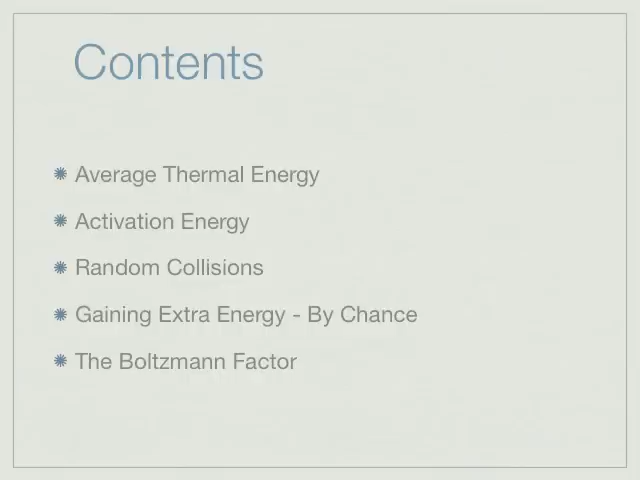 Contents
Average Thermal Energy
Activation Energy
Random Collisions
Gaining Extra Energy - By Chance
The Boltzmann Factor